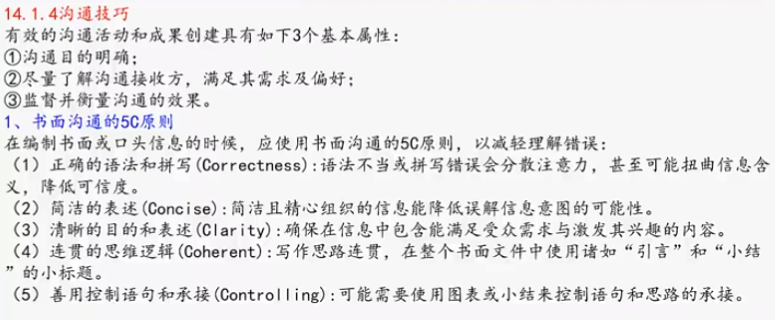 14.1.4沟通技巧
有效的沟通活动和成果创建具有如下3个基本属性：
①沟通目的明确；
②尽量了解沟通接收方，满足其需求及偏好；
③监督并衡量沟通的效果。
1、书面沟通的5C原则
在编制书面或口头信息的时候，应使用书面沟通的5C原则，以减轻理解错误：
（1）正确的语法和拼写(Correctness):语法不当或拼写错误会分散注意力，甚至可能扭曲信息含
义，降低可信度。
（2）简洁的表述(Concise):简洁且精心组织的信息能降低误解信息意图的可能性。
（3）清晰的目的和表述(Clarity):确保在信息中包含能满足受众需求与激发其兴趣的内容。
（4）连贯的思维逻辑(Coherent):写作思路连贯，在整个书面文件中使用诸如“引言”和“小结
”的小标题。
（5）善用控制语句和承接(Controlling):可能需要使用图表或小结来控制语句和思路的承接。